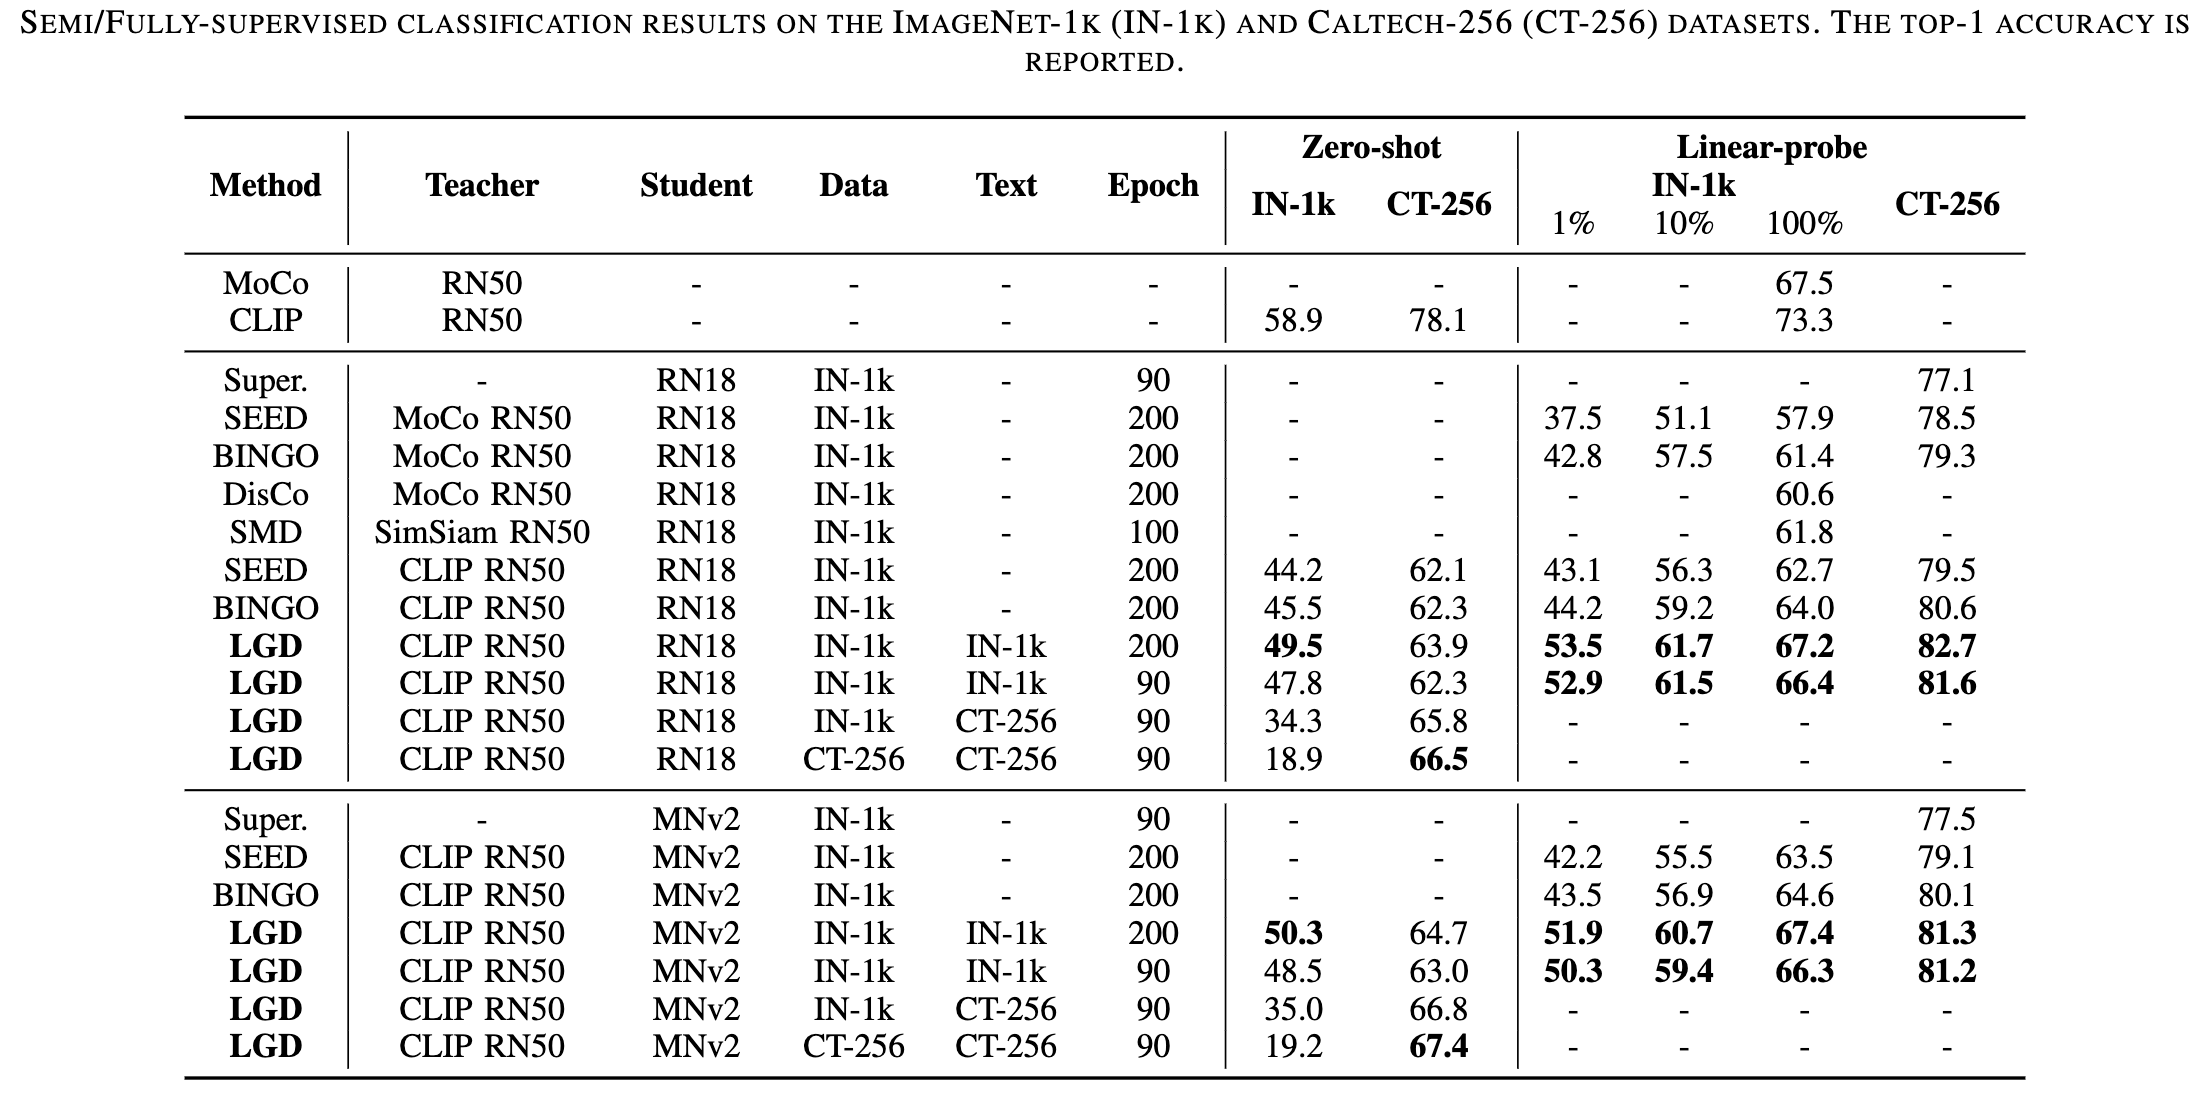 SEMI/FULLY-SUPERVISED CLASSIFICATION RESULTS ON THE IMAGENET-1K (IN-1K) AND CALTECH-256 (CT-256) DATASETS. THE TOP-1 ACCURACY IS
REPORTED.
Zero-shot Linear-probe
Method Teacher Student Data Text Epoch IN-1k
IN-1k CT-256 CT-256
1% 10% 100%
MoCo RN50 - - - - - - - - 67.5 -
CLIP RN50 - - - - 58.9 78.1 - - 73.3 -
Super. - RN18 IN-1k - 90 - - - - - 77.1
SEED MoCo RN50 RN18 IN-1k - 200 - - 37.5 51.1 57.9 78.5
BINGO MoCo RN50 RN18 IN-1k - 200 - - 42.8 57.5 61.4 79.3
DisCo MoCo RN50 RN18 IN-1k - 200 - - - - 60.6 -
SMD SimSiam RN50 RN18 IN-1k - 100 - - - - 61.8 -
SEED CLIP RN50 RN18 IN-1k - 200 44.2 62.1 43.1 56.3 62.7 79.5
BINGO CLIP RN50 RN18 IN-1k - 200 45.5 62.3 44.2 59.2 64.0 80.6
LGD CLIP RN50 RN18 IN-1k IN-1k 200 49.5 63.9 53.5 61.7 67.2 82.7
LGD CLIP RN50 RN18 IN-1k IN-1k 90 47.8 62.3 52.9 61.5 66.4 81.6
LGD CLIP RN50 RN18 IN-1k CT-256 90 34.3 65.8 - - - -
LGD CLIP RN50 RN18 CT-256 CT-256 90 18.9 66.5 - - - -
Super. - MNv2 IN-1k - 90 - - - - - 77.5
SEED CLIP RN50 MNv2 IN-1k - 200 - - 42.2 55.5 63.5 79.1
BINGO CLIP RN50 MNv2 IN-1k - 200 - - 43.5 56.9 64.6 80.1
LGD CLIP RN50 MNv2 IN-1k IN-1k 200 50.3 64.7 51.9 60.7 67.4 81.3
LGD CLIP RN50 MNv2 IN-1k IN-1k 90 48.5 63.0 50.3 59.4 66.3 81.2
LGD CLIP RN50 MNv2 IN-1k CT-256 90 35.0 66.8 - - - -
LGD CLIP RN50 MNv2 CT-256 CT-256 90 19.2 67.4 - - - -